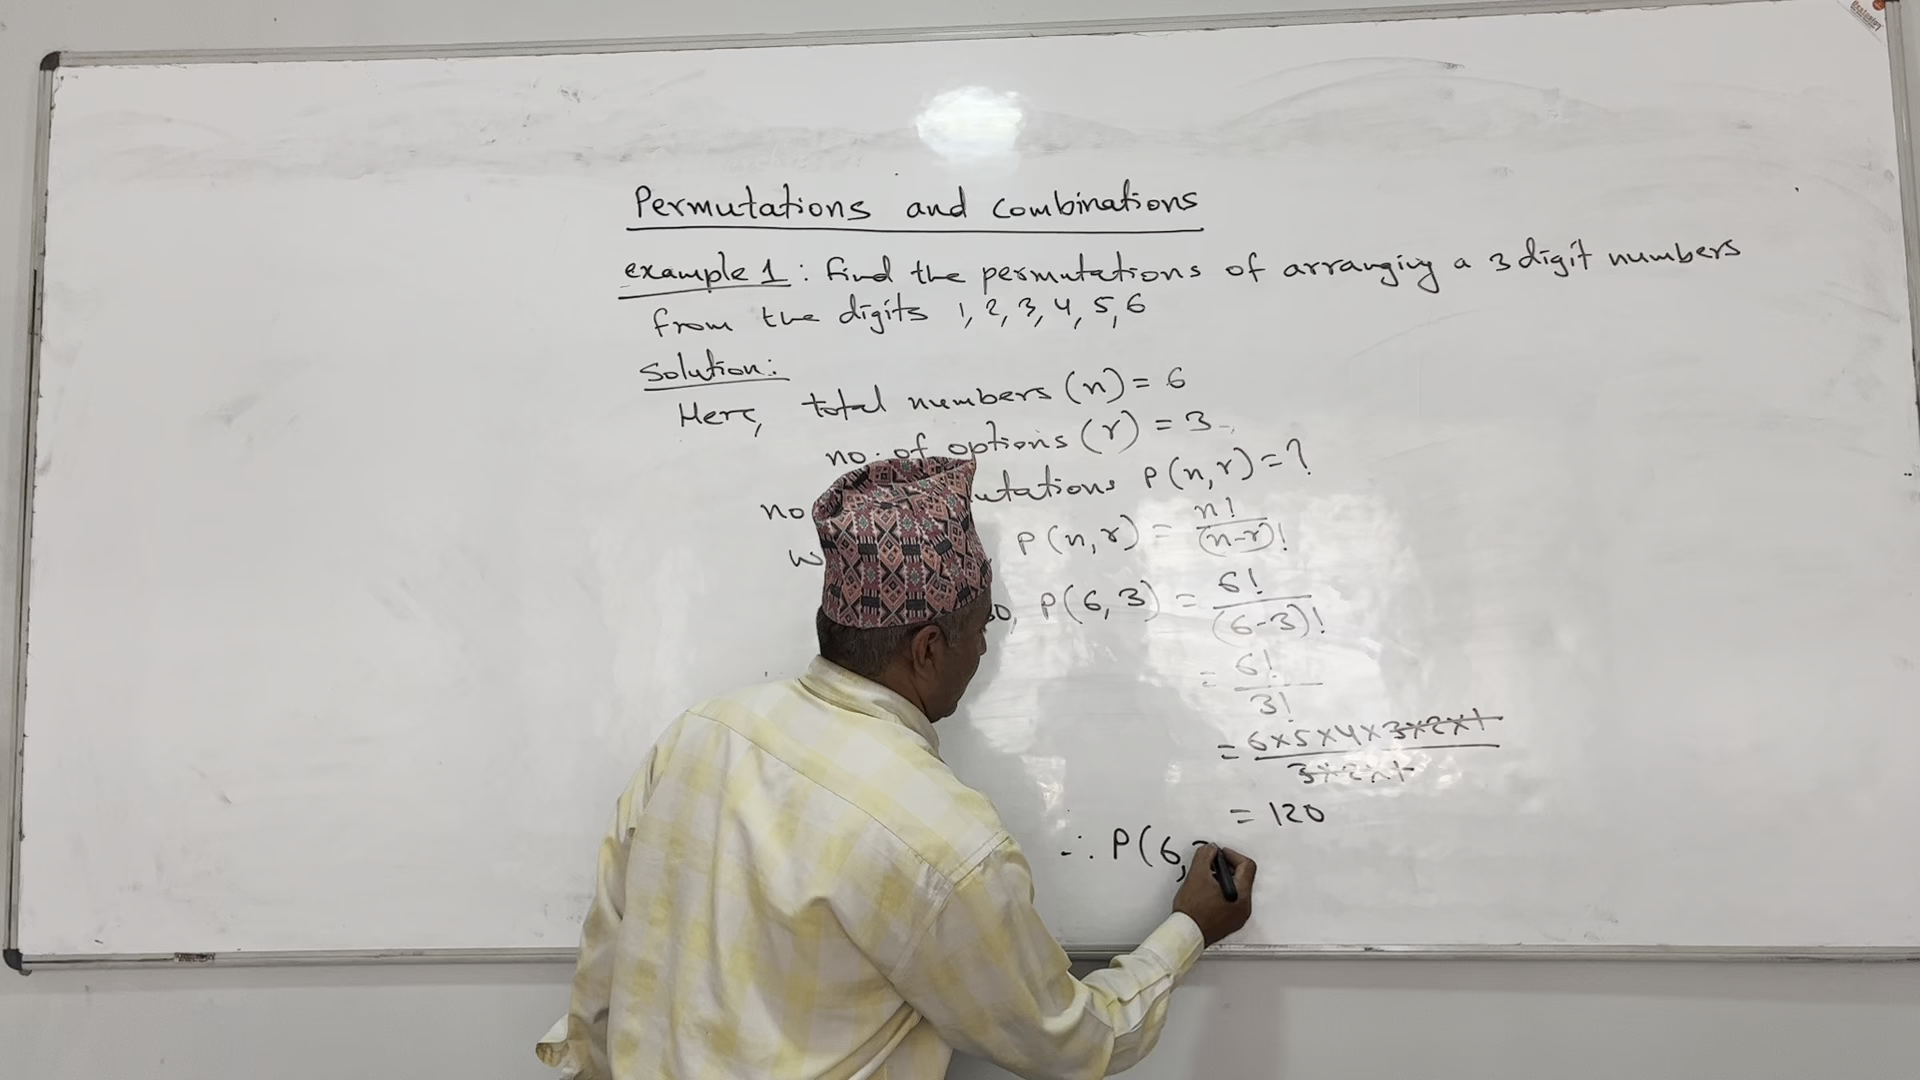 Permutations and Combinations
example 1: Find the permutations of arranging a 3 digit numbers
from the digits 1, 2, 3, 4, 5, 6
Solution:
Here, total numbers (n) = 6
no. of options (r) = 3
no utations P(n, r) = ?
w P(n, r) = n! / (n-r)!
so, P(6, 3) = 6! / (6-3)!
= 6! / 3!
= 6×5×4×3×2×1 / 3×2×1
= 120
∴ P(6,